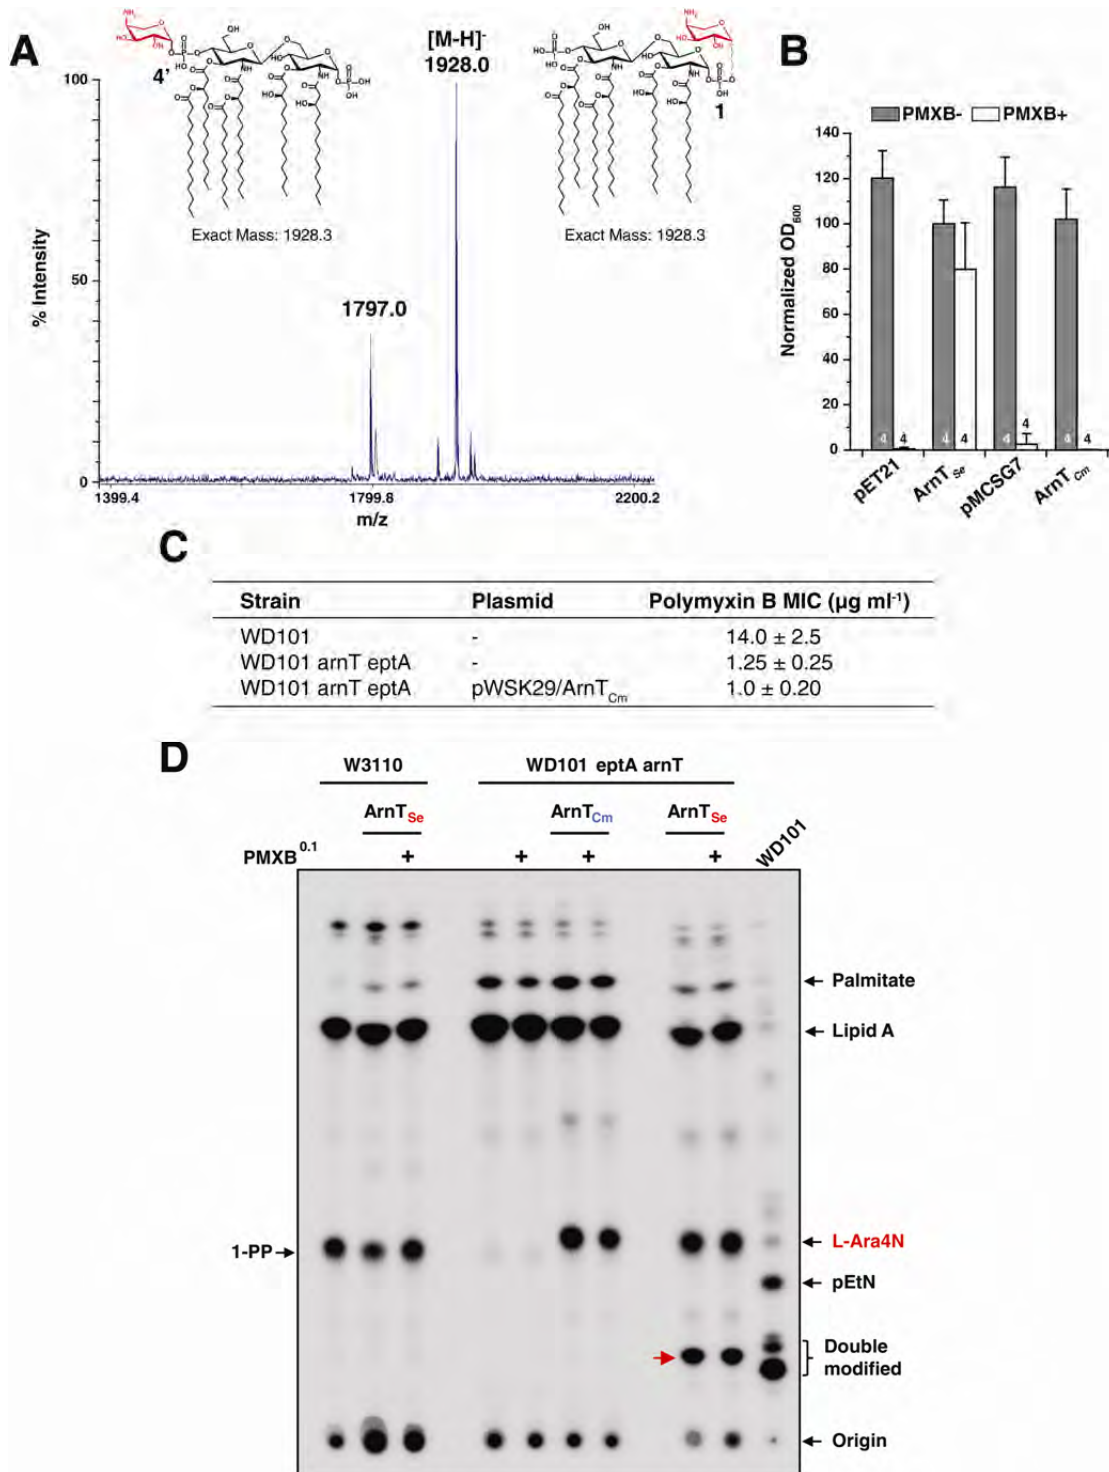 A
4'
[M-H]-
1928.0
1
100
50
0
% Intensity
1797.0
Exact Mass: 1928.3
Exact Mass: 1928.3
1399.4
1799.8
2200.2
m/z
B
PMXB-
PMXB+
140
120
100
80
60
40
20
0
Normalized OD600
4 4 4 4 4 4 4 4
pET21
ArnT Se
pMCSG7
ArnT Cm
C
Strain Plasmid Polymyxin B MIC (µg ml-1)
WD101 - 14.0 ± 2.5
WD101 arnT eptA - 1.25 ± 0.25
WD101 arnT eptA pWSK29/ArnTCm 1.0 ± 0.20
D
W3110 WD101 eptA arnT
ArnTSe ArnTCm ArnTSe WD101
PMXB0.1 + + + +
Palmitate
Lipid A
1-PP
L-Ara4N
pEtN
Double
modified
Origin